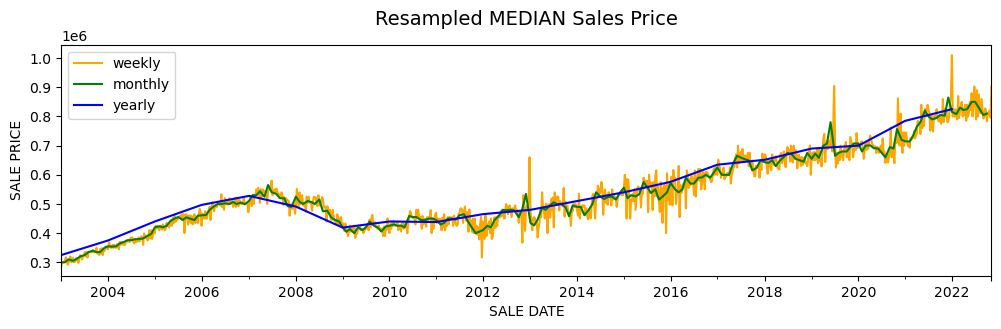 Resampled MEDIAN Sales Price
1e6
weekly
monthly
yearly
SALE PRICE
1.0
0.9
0.8
0.7
0.6
0.5
0.4
0.3
2004 2006 2008 2010 2012 2014 2016 2018 2020 2022
SALE DATE